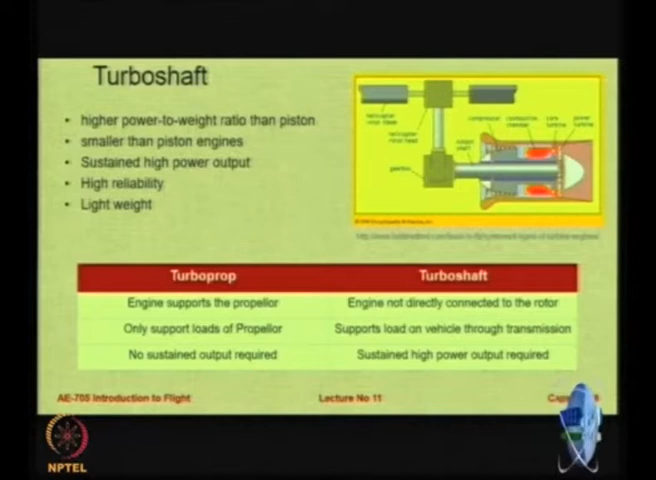 Turboshaft
• higher power-to-weight ratio than piston
• smaller than piston engines
• Sustained high power output
• High reliability
• Light weight
helicopter rotor blade
helicopter rotor head
gearbox
output shaft
compressor
combustion chamber
turbine
power turbine
Turboprop Turboshaft
Engine supports the propellor Engine not directly connected to the rotor
Only support loads of Propellor Supports load on vehicle through transmission
No sustained output required Sustained high power output required
AE-705 Introduction to Flight Lecture No 11
NPTEL